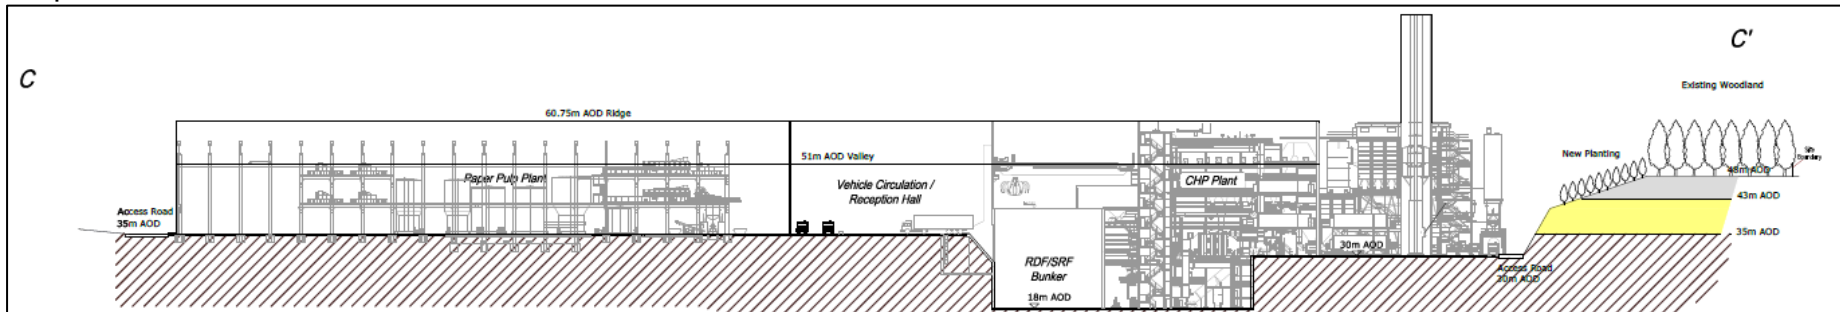 C
C'
Existing Woodland
60.75m AOD Ridge
51m AOD Valley
New Planting
Site
Boundary
48m AOD
Paper Pulp Plant
Vehicle Circulation /
Reception Hall
CHP Plant
43m AOD
Access Road
35m AOD
35m AOD
30m AOD
RDF/SRF
Bunker
Access Road
30m AOD
18m AOD